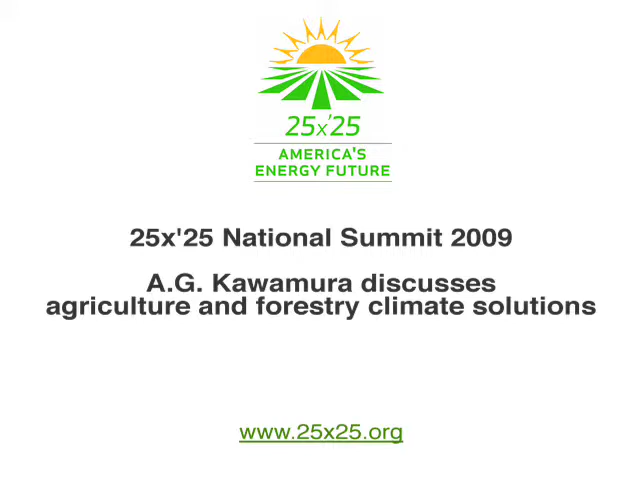 25x'25
AMERICA'S
ENERGY FUTURE
25x'25 National Summit 2009
A.G. Kawamura discusses
agriculture and forestry climate solutions
www.25x25.org